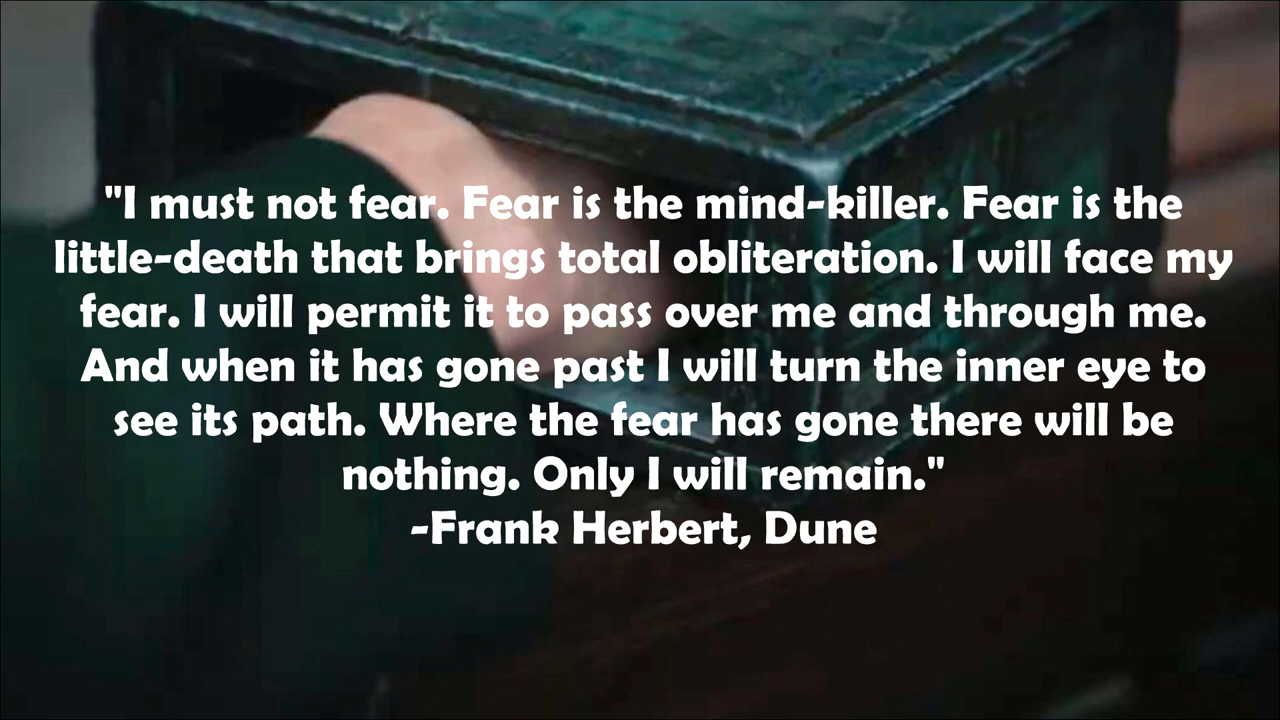 "I must not fear. Fear is the mind-killer. Fear is the
little-death that brings total obliteration. I will face my
fear. I will permit it to pass over me and through me.
And when it has gone past I will turn the inner eye to
see its path. Where the fear has gone there will be
nothing. Only I will remain."
-Frank Herbert, Dune